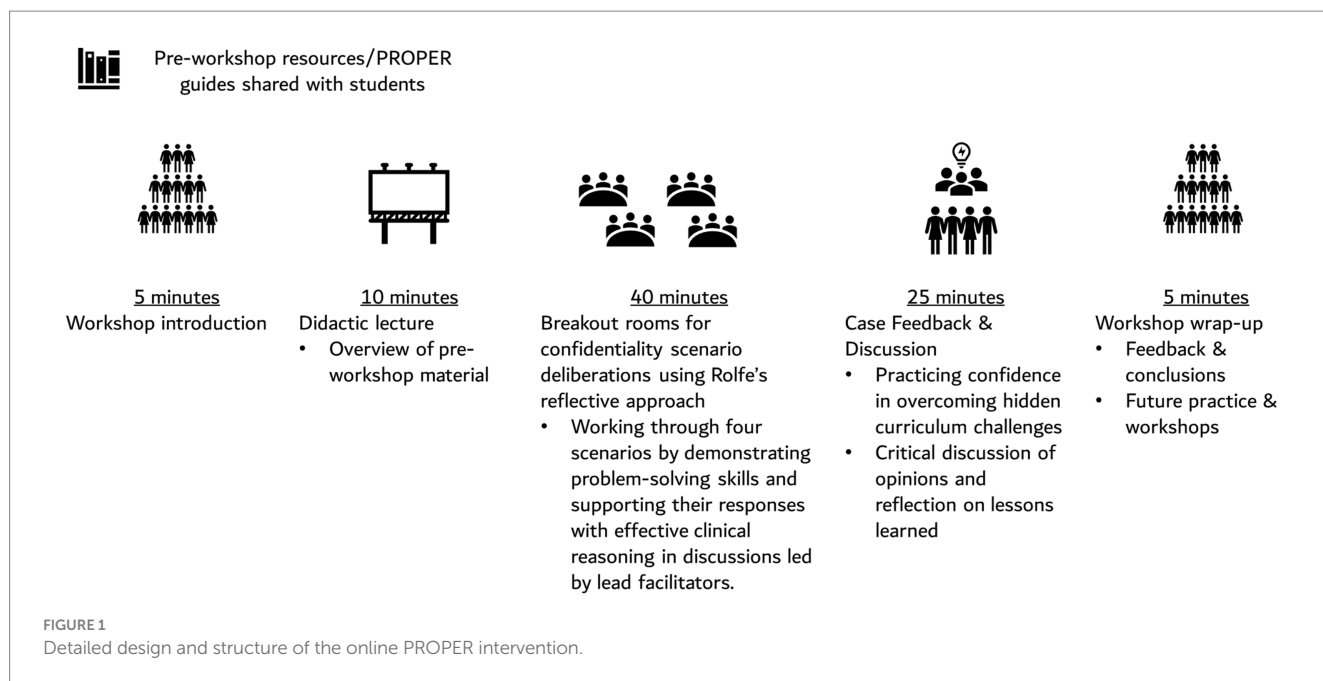 Pre-workshop resources/PROPER
guides shared with students
5 minutes
Workshop introduction
10 minutes
Didactic lecture
• Overview of pre-
workshop material
40 minutes
Breakout rooms for
confidentiality scenario
deliberations using Rolfe's
reflective approach
• Working through four
scenarios by demonstrating
problem-solving skills and
supporting their responses
with effective clinical
reasoning in discussions led
by lead facilitators.
25 minutes
Case Feedback &
Discussion
• Practicing confidence
in overcoming hidden
curriculum challenges
• Critical discussion of
opinions and
reflection on lessons
learned
5 minutes
Workshop wrap-up
• Feedback &
conclusions
• Future practice &
workshops
FIGURE 1
Detailed design and structure of the online PROPER intervention.